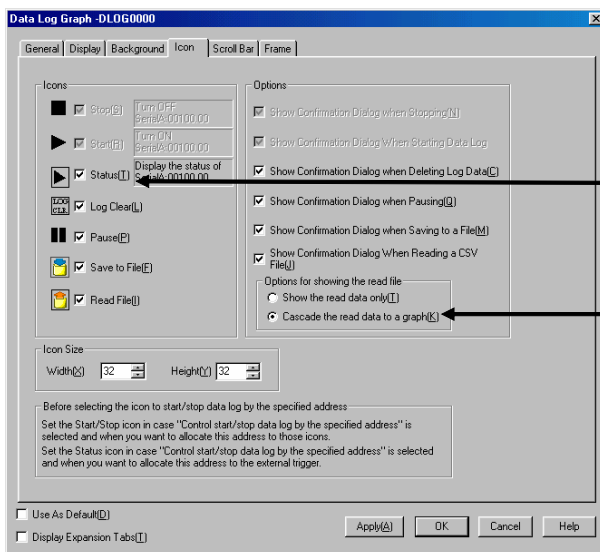 Data Log Graph -DLOG0000
General Display Background Icon Scroll Bar Frame
Icons
Stop(S) Turn OFF
SerialA:00100.00
Start(R) Turn ON
SerialA:00100.00
Status(T) Display the status of
SerialA:00100.00
LOG
CLR. Log Clear(L)
Pause(P)
Save to File(F)
Read File(I)
Options
Show Confirmation Dialog when Stopping(N)
Show Confirmation Dialog When Starting Data Log
Show Confirmation Dialog when Deleting Log Data(C)
Show Confirmation Dialog when Pausing(Q)
Show Confirmation Dialog when Saving to a File(M)
Show Confirmation Dialog When Reading a CSV
File(J)
Options for showing the read file
Show the read data only(T)
Cascade the read data to a graph(K)
Icon Size
Width(X) 32 Height(Y) 32
Before selecting the icon to start/stop data log by the specified address
Set the Start/Stop icon in case "Control start/stop data log by the specified address" is
selected and when you want to allocate this address to those icons.
Set the Status icon in case "Control start/stop data log by the specified address" is selected
and when you want to allocate this address to the external trigger.
Use As Default(D)
Display Expansion Tabs(T)
Apply(A) OK Cancel Help